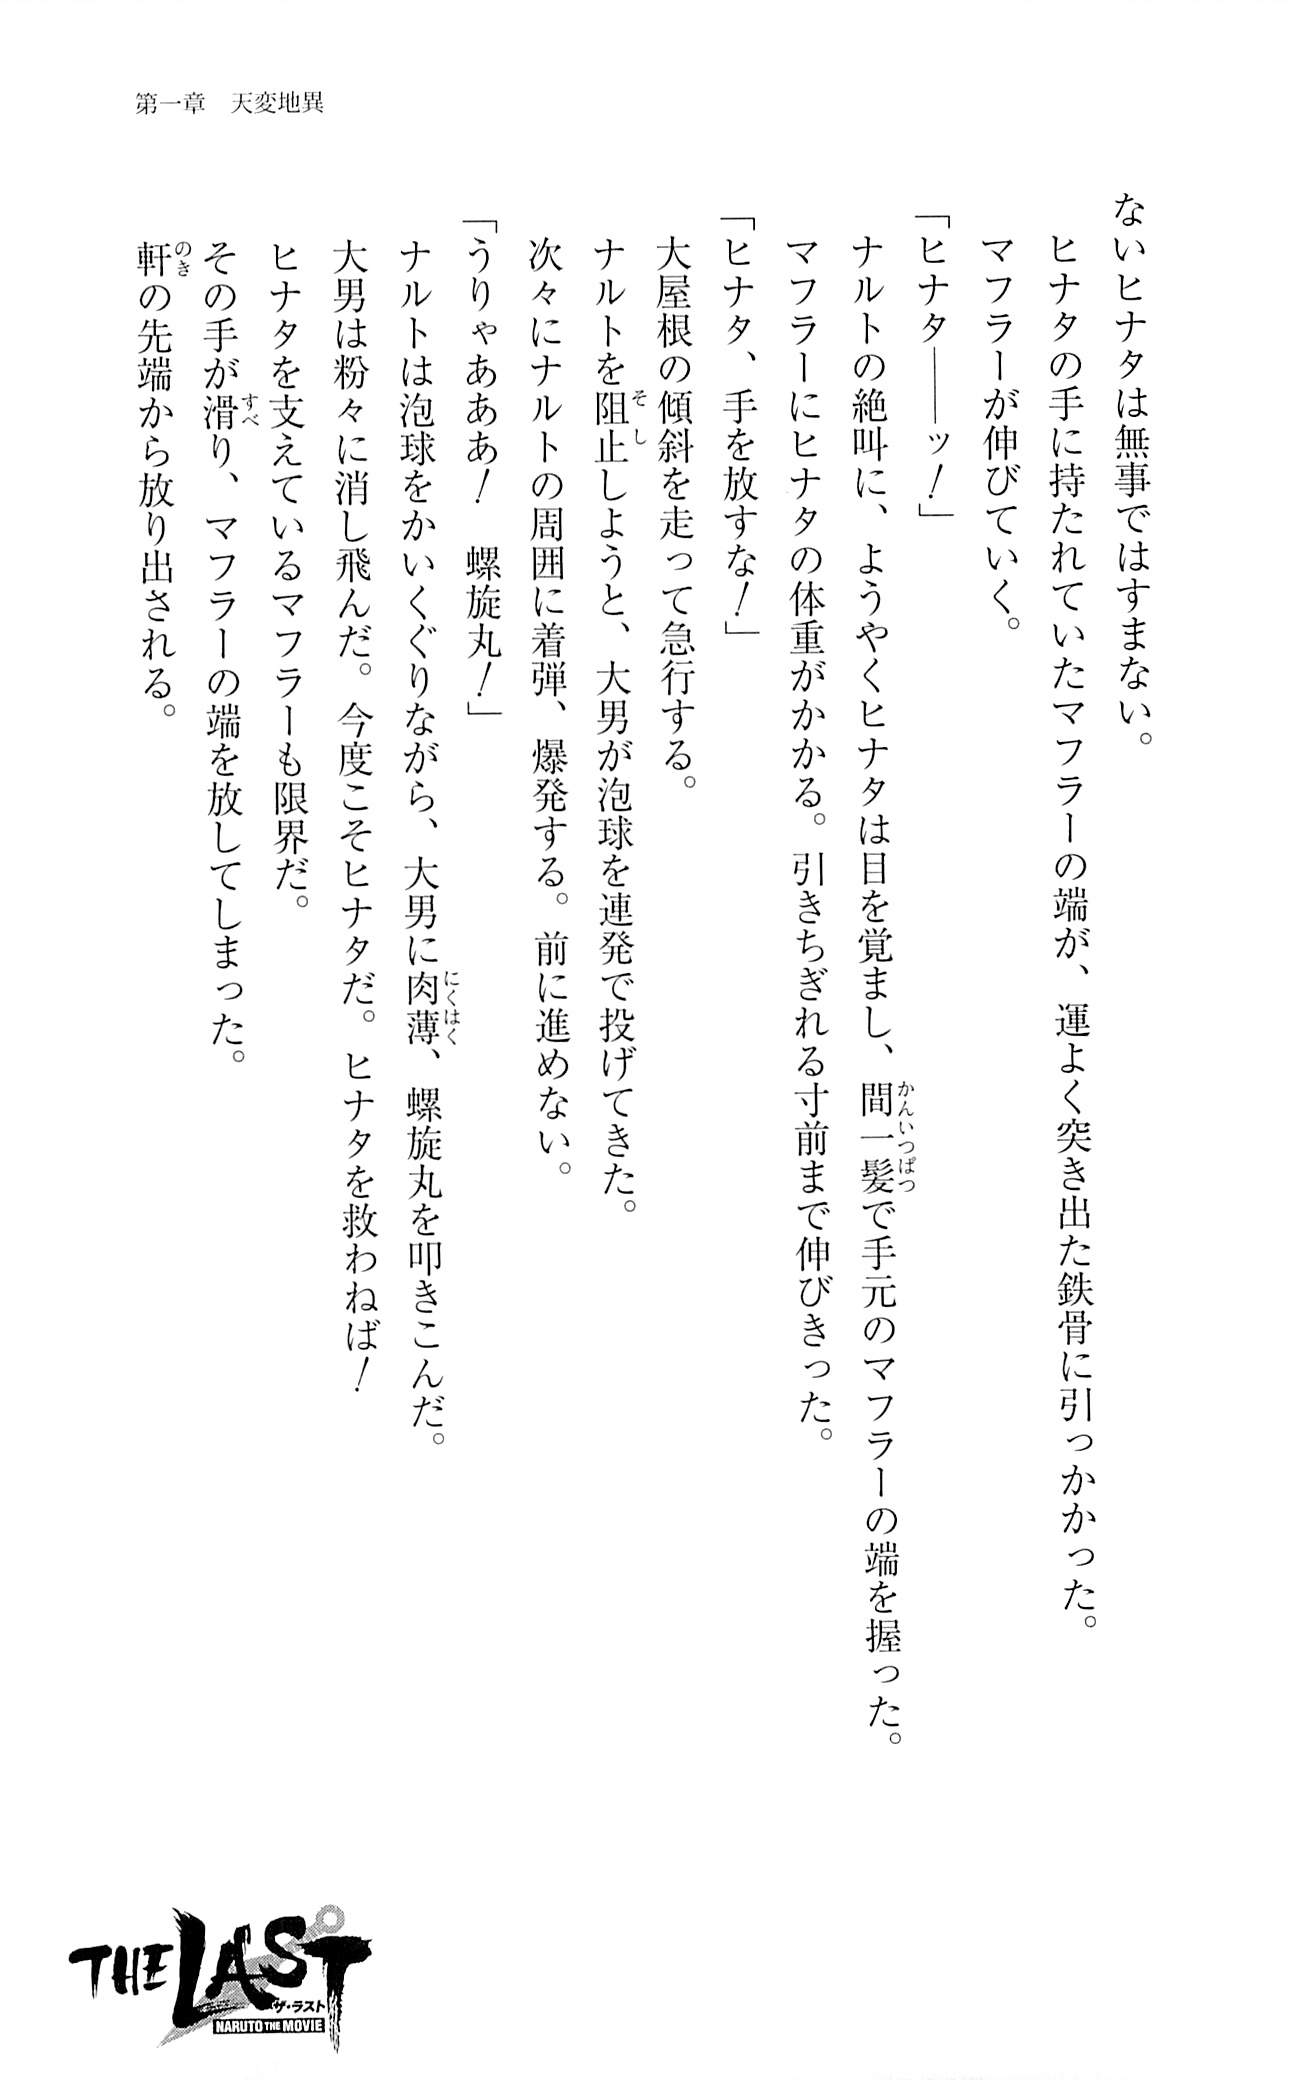 第一章　天変地異
ないヒナタは無事ではすまない。
ヒナタの手に持たれていたマフラーの端が、運よく突き出た鉄骨に引っかかった。
マフラーが伸びていく。
「ヒナタ――ッ！」
ナルトの絶叫に、ようやくヒナタは目を覚まし、間一髪で手元のマフラーの端を握った。
マフラーにヒナタの体重がかかる。引きちぎれる寸前まで伸びきった。
「ヒナタ、手を放すな！」
大屋根の傾斜を走って急行する。
ナルトを阻止しようと、大男が泡球を連発で投げてきた。
次々にナルトの周囲に着弾、爆発する。前に進めない。
「うりゃあああ！　螺旋丸！」
ナルトは泡球をかいくぐりながら、大男に肉薄、螺旋丸を叩きこんだ。
大男は粉々に消し飛んだ。今度こそヒナタだ。ヒナタを救わねば！
ヒナタを支えているマフラーも限界だ。
その手が滑り、マフラーの端を放してしまった。
軒の先端から放り出される。
THE LAST
ザ・ラスト
NARUTO THE MOVIE